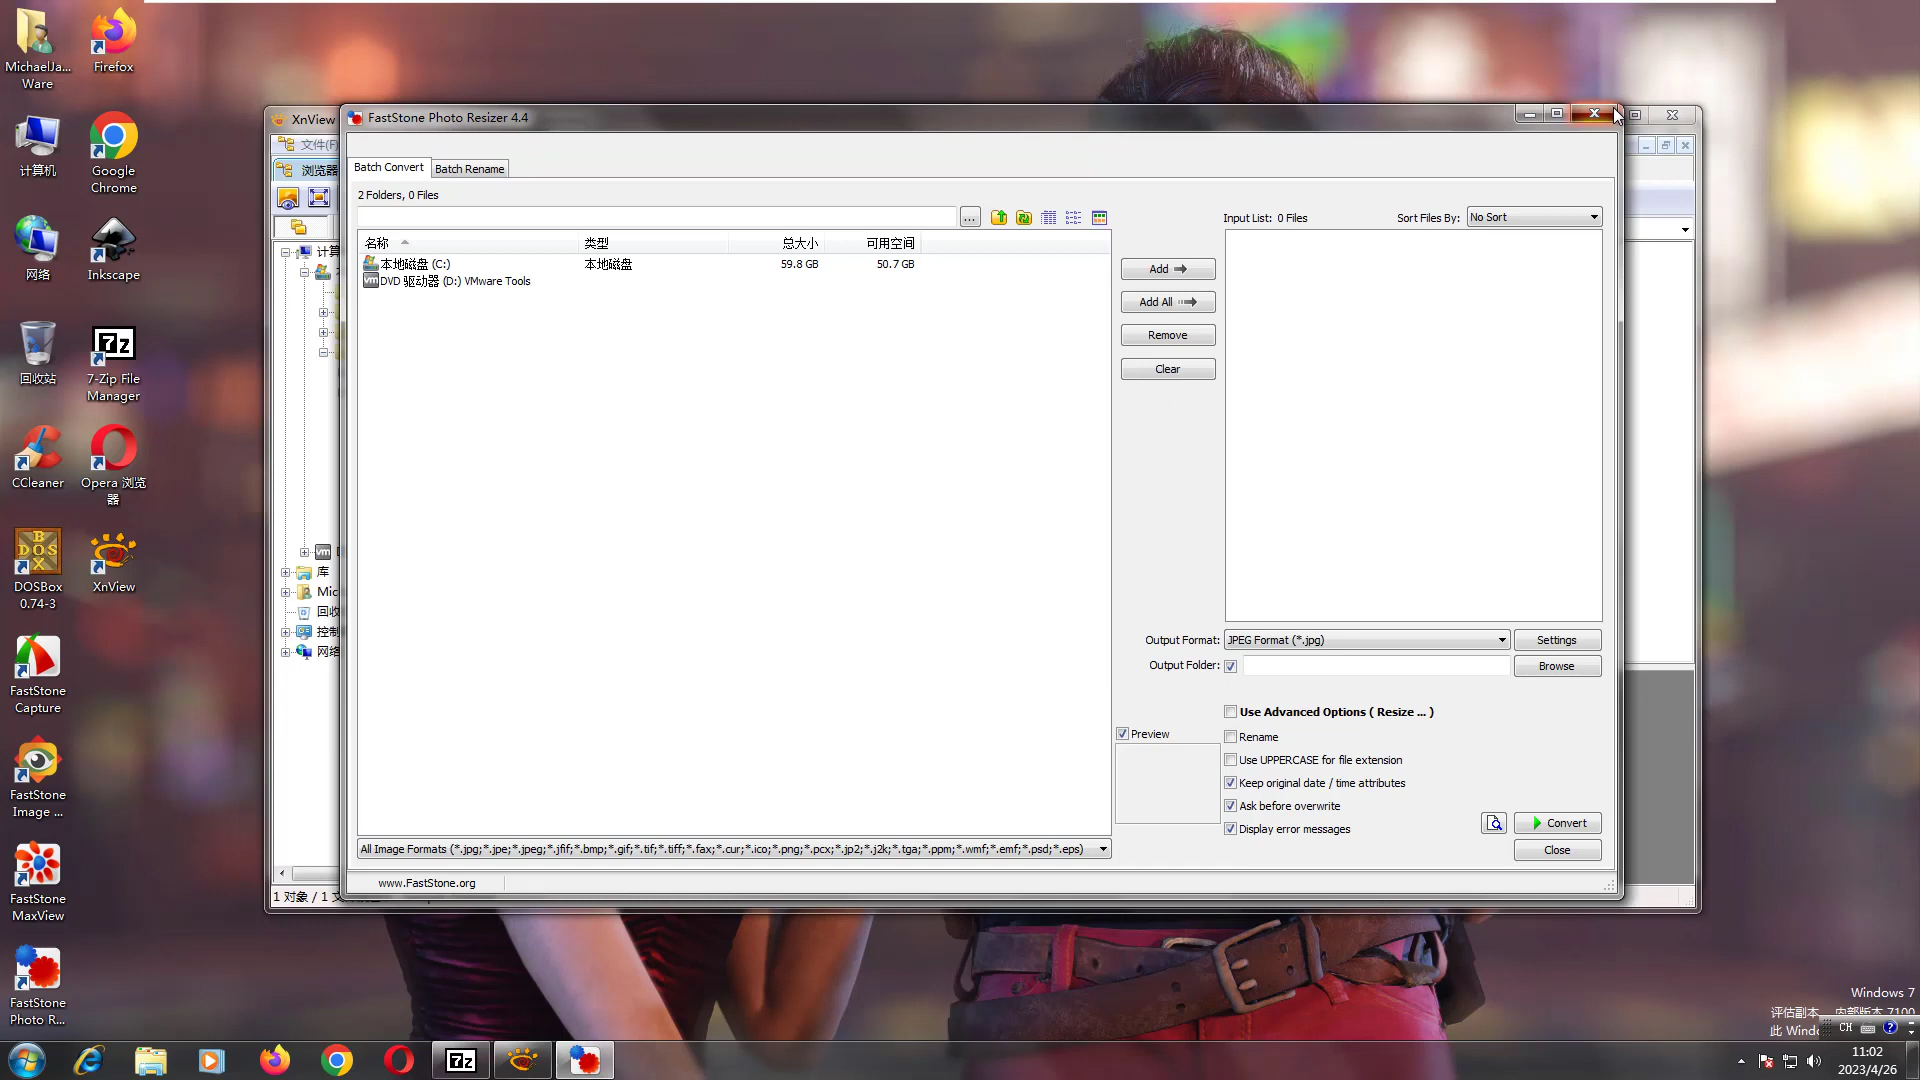 MichaelJa...
Ware
Firefox
计算机
Google
Chrome
网络
Inkscape
回收站
7-Zip File
Manager
CCleaner
Opera 浏览
器
DOSBox
0.74-3
XnView
FastStone
Capture
FastStone
Image ...
FastStone
MaxView
FastStone
Photo R...
XnView
文件(F)
浏览器
FastStone Photo Resizer 4.4
Batch Convert
Batch Rename
2 Folders, 0 Files
...
Input List: 0 Files
Sort Files By:
No Sort
名称
类型
总大小
可用空间
本地磁盘 (C:)
本地磁盘
59.8 GB
50.7 GB
DVD 驱动器 (D:) VMware Tools
Add
Add All
Remove
Clear
库
Mic
控制
网络
Output Format:
JPEG Format (*.jpg)
Settings
Output Folder:
Browse
Use Advanced Options ( Resize ... )
Preview
Rename
Use UPPERCASE for file extension
Keep original date / time attributes
Ask before overwrite
Display error messages
Convert
Close
All Image Formats (*.jpg;*.jpe;*.jpeg;*.jfif;*.bmp;*.gif;*.tif;*.tiff;*.fax;*.cur;*.ico;*.png;*.pcx;*.jp2;*.j2k;*.tga;*.ppm;*.wmf;*.emf;*.psd;*.eps)
www.FastStone.org
1 对象 / 1
Windows 7
评估副本。 内部版本 7100
此 Windo
CH
7z
11:02
2023/4/26